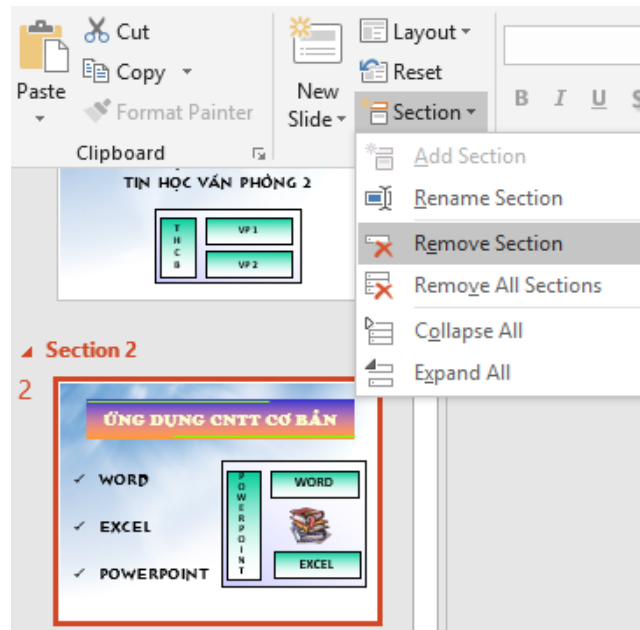 Cut
Copy
Format Painter
Paste
Clipboard
New
Slide
Layout
Reset
Section
B I U S
Add Section
Rename Section
Remove Section
Remove All Sections
Collapse All
Expand All
TIN HỌC VĂN PHÒNG 2
THCB
VP 1
VP 2
Section 2
2
ỨNG DỤNG CNTT CƠ BẢN
✓ WORD
✓ EXCEL
✓ POWERPOINT
POWERPOINT
WORD
EXCEL